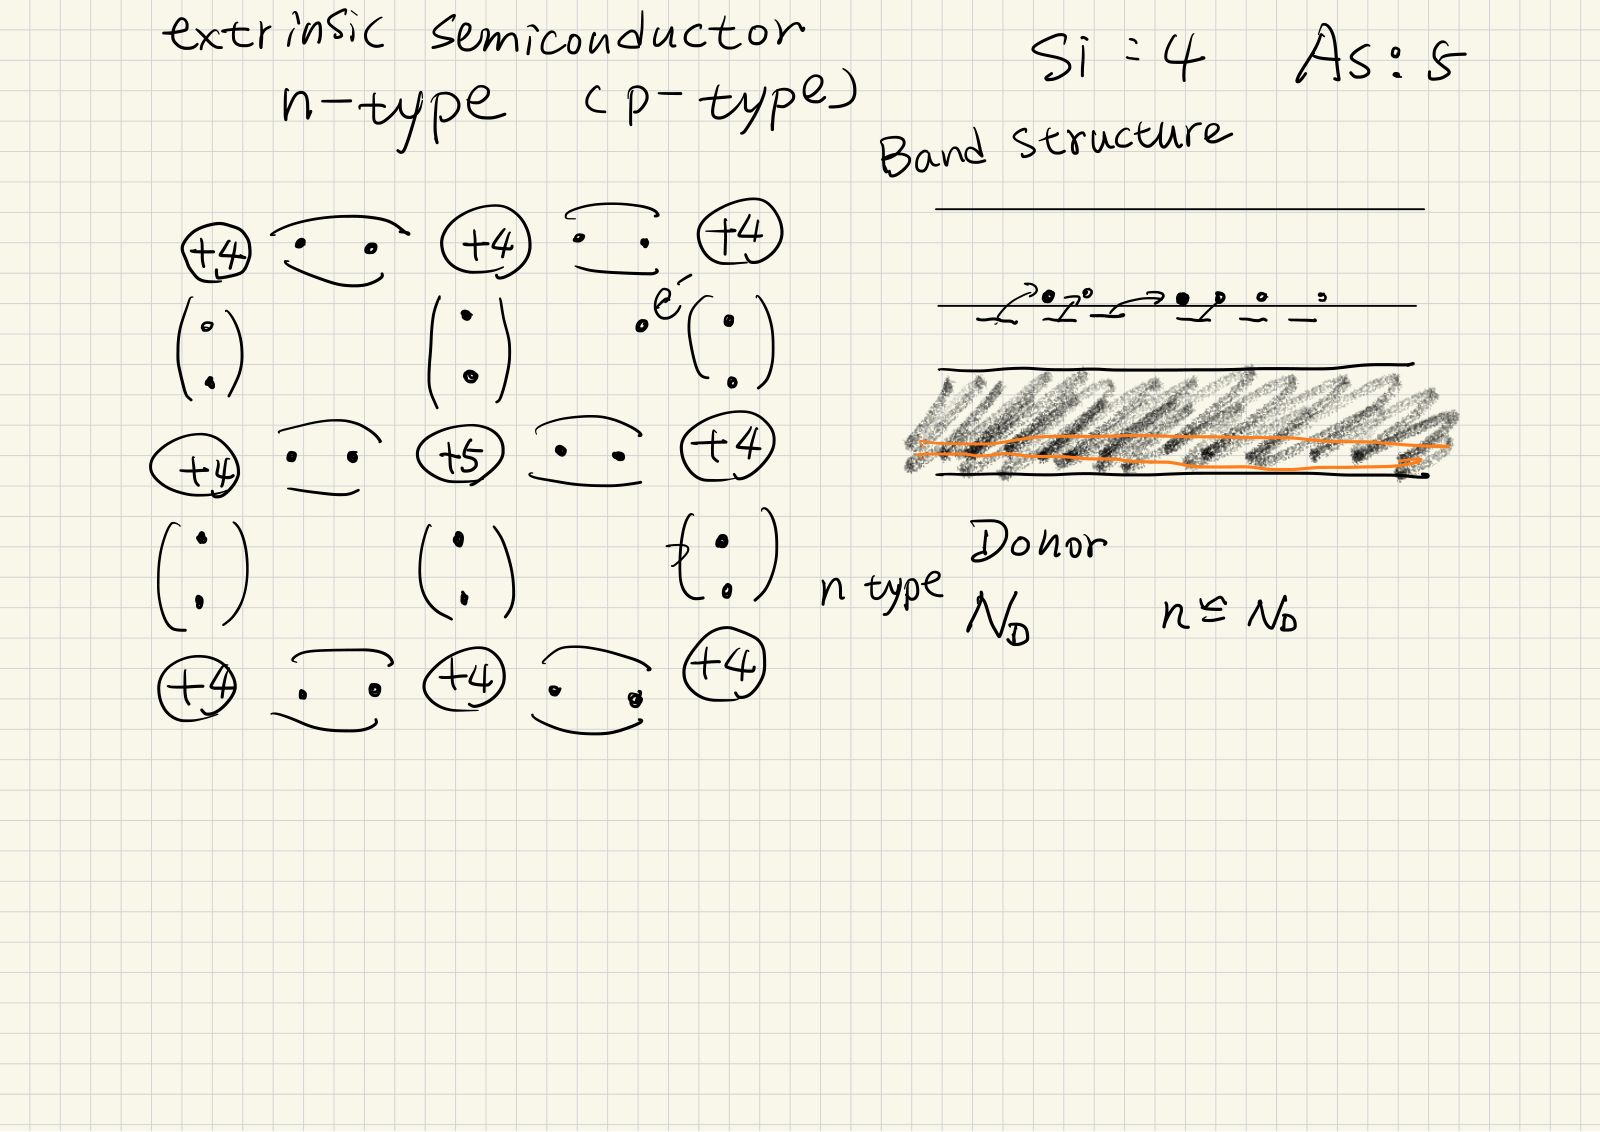 extrinsic semiconductor
n-type (p-type)
Si : 4 As : 5
Band structure
+4 +4 +4
e⁻
+4 +5 +4
+4 +4 +4
Donor
n type N_D n ≌ N_D